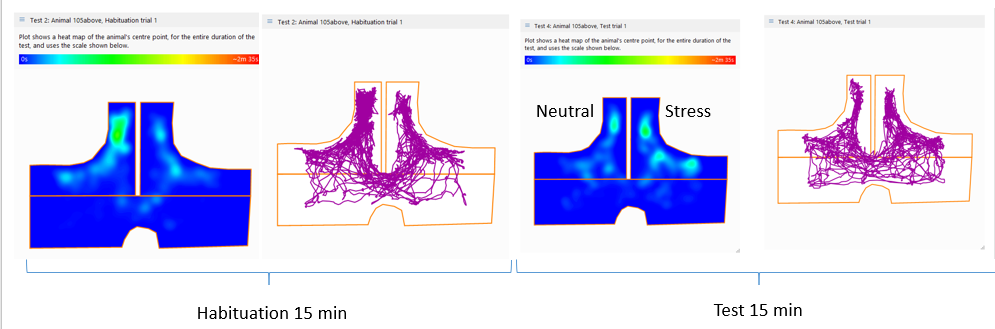 Test 2: Animal 105above, Habituation trial 1
Plot shows a heat map of the animal's centre point, for the entire duration of the
test, and uses the scale shown below.
0s
~2m 35s
Test 2: Animal 105above, Habituation trial 1
Test 4: Animal 105above, Test trial 1
Plot shows a heat map of the animal's centre point, for the entire duration of the
test, and uses the scale shown below.
0s
~2m 35s
Neutral
Stress
Test 4: Animal 105above, Test trial 1
Habituation 15 min
Test 15 min